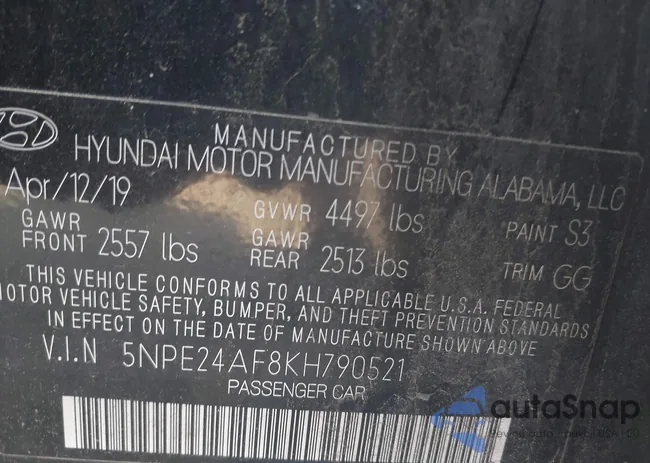 MANUFACTURED BY
HYUNDAI MOTOR MANUFACTURING ALABAMA, LLC
Apr/12/19 GVWR 4497 lbs PAINT S3
GAWR FRONT 2557 lbs GAWR REAR 2513 lbs TRIM GG
THIS VEHICLE CONFORMS TO ALL APPLICABLE U.S.A. FEDERAL
MOTOR VEHICLE SAFETY, BUMPER, AND THEFT PREVENTION STANDARDS
IN EFFECT ON THE DATE OF MANUFACTURE SHOWN ABOVE
V.I.N 5NPE24AF8KH790521
PASSENGER CAR
autaSnap